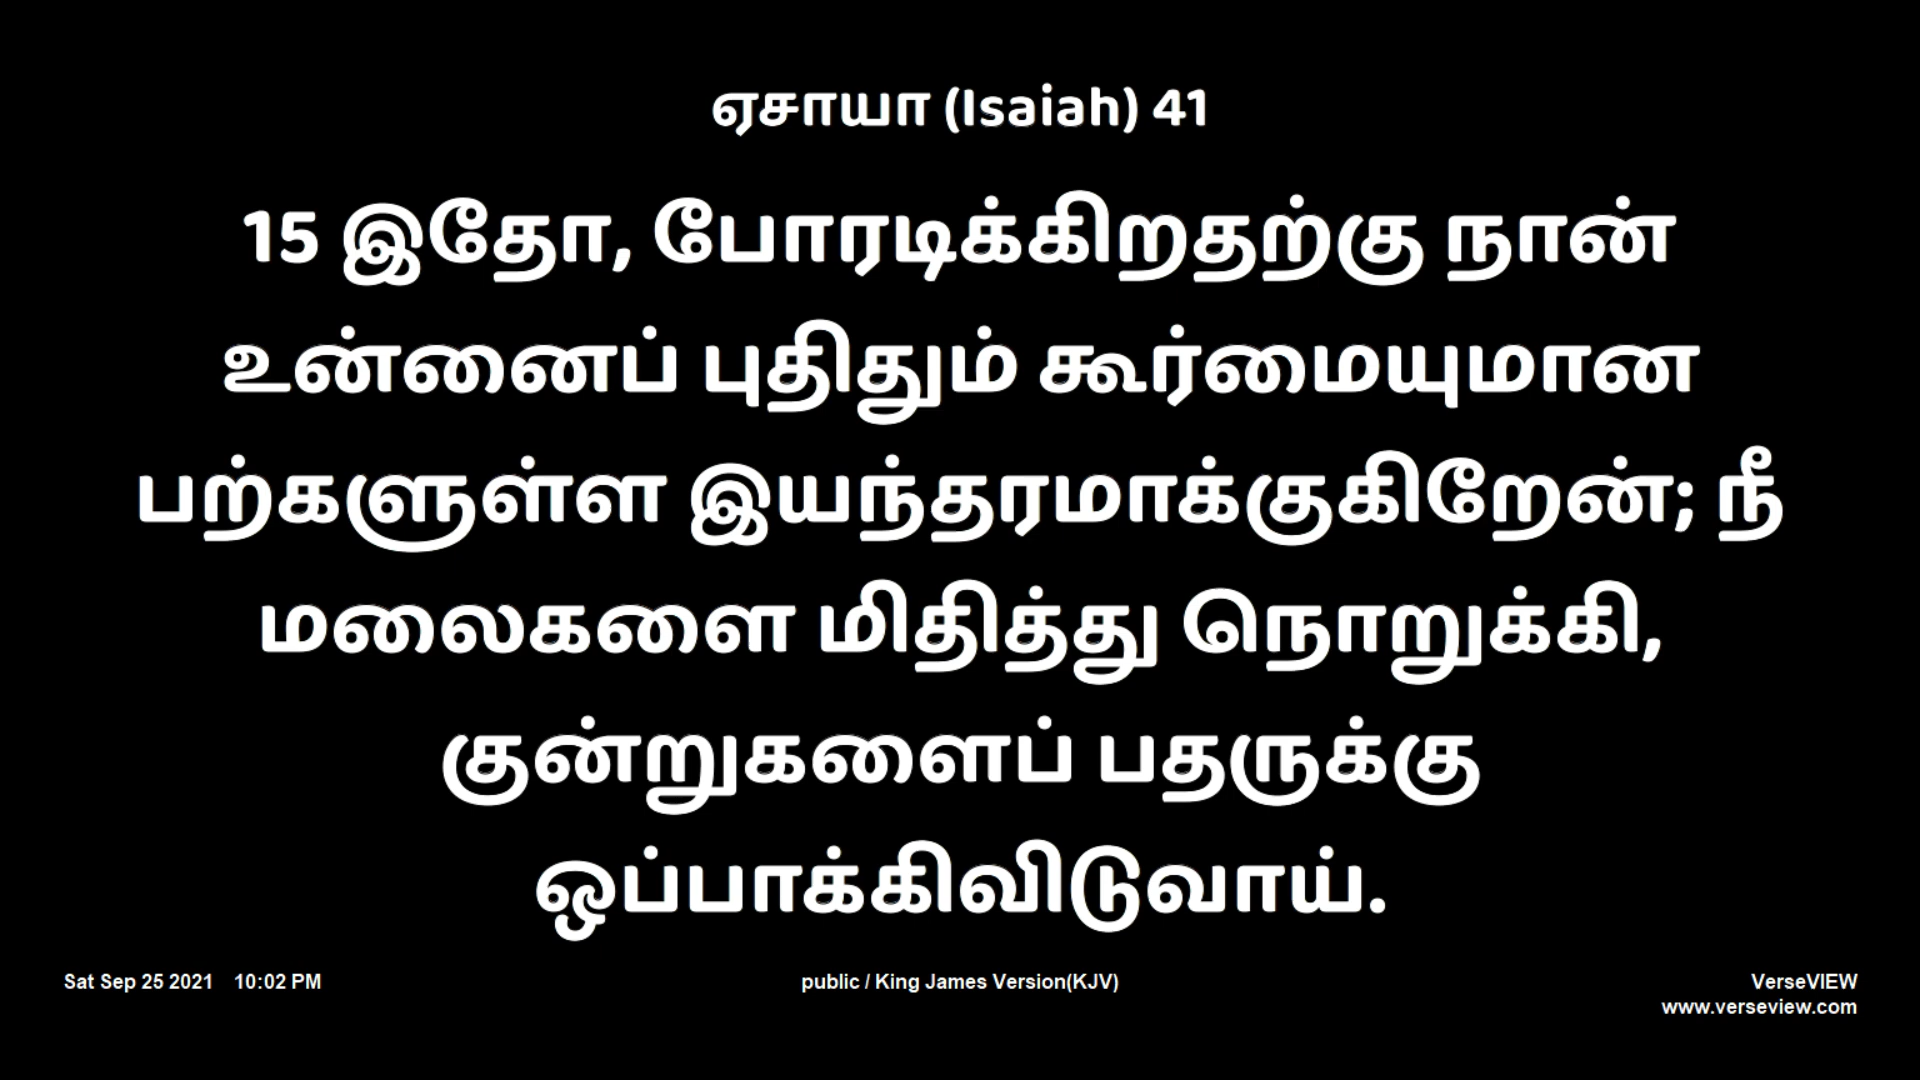 ஏசாயா (Isaiah) 41
15 இதோ, போரடிக்கிறதற்கு நான்
உன்னைப் புதிதும் கூர்மையுமான
பற்களுள்ள இயந்தரமாக்குகிறேன்; நீ
மலைகளை மிதித்து நொறுக்கி,
குன்றுகளைப் பதருக்கு
ஒப்பாக்கிவிடுவாய்.
Sat Sep 25 2021 10:02 PM
public / King James Version(KJV)
VerseVIEW
www.verseview.com